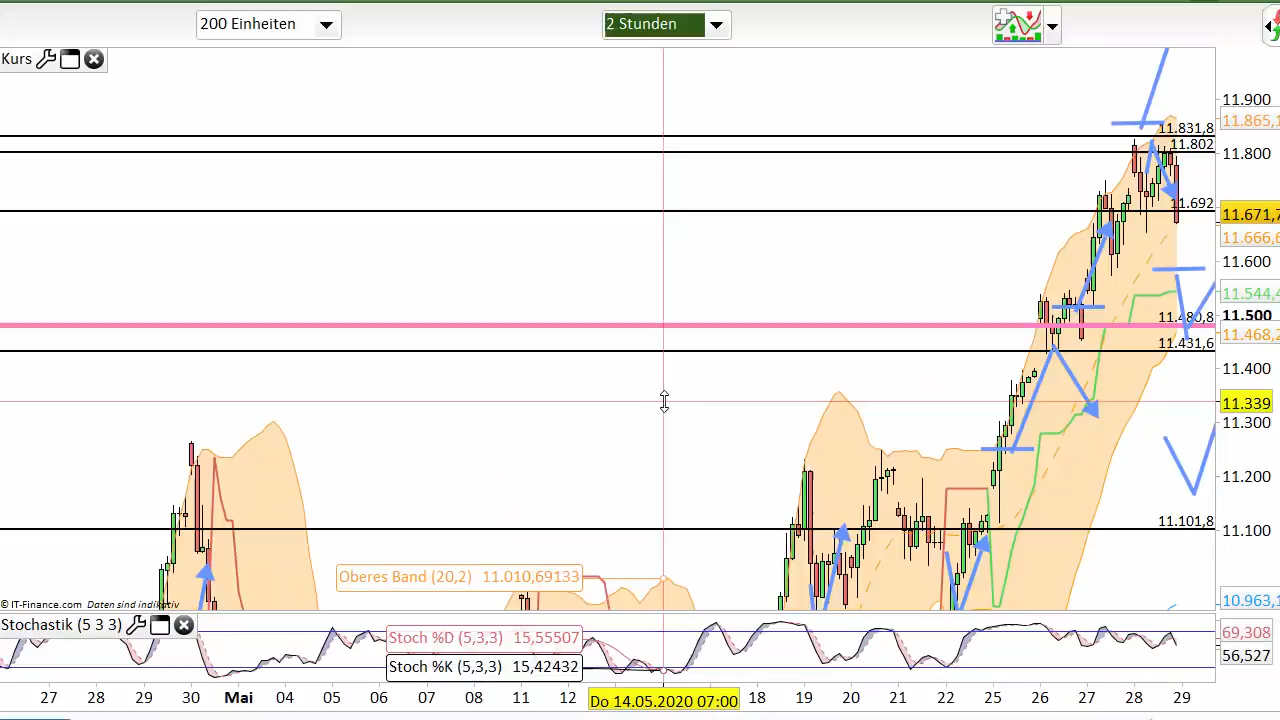 200 Einheiten
2 Stunden
Kurs
11.900
11.865,1
11.831,8
11.802
11.800
11.692
11.671,7
11.666,6
11.600
11.544,4
11.500
11.480,8
11.468,2
11.431,6
11.400
11.339
11.300
11.200
11.101,8
11.100
Oberes Band (20,2) 11.010,69133
© IT-Finance.com Daten sind indikativ
10.963,1
Stochastik (5 3 3)
Stoch %D (5,3,3) 15,55507
69,308
Stoch %K (5,3,3) 15,42432
56,527
27 28 29 30 Mai 04 05 06 07 08 11 12 Do 14.05.2020 07:00 18 19 20 21 22 25 26 27 28 29